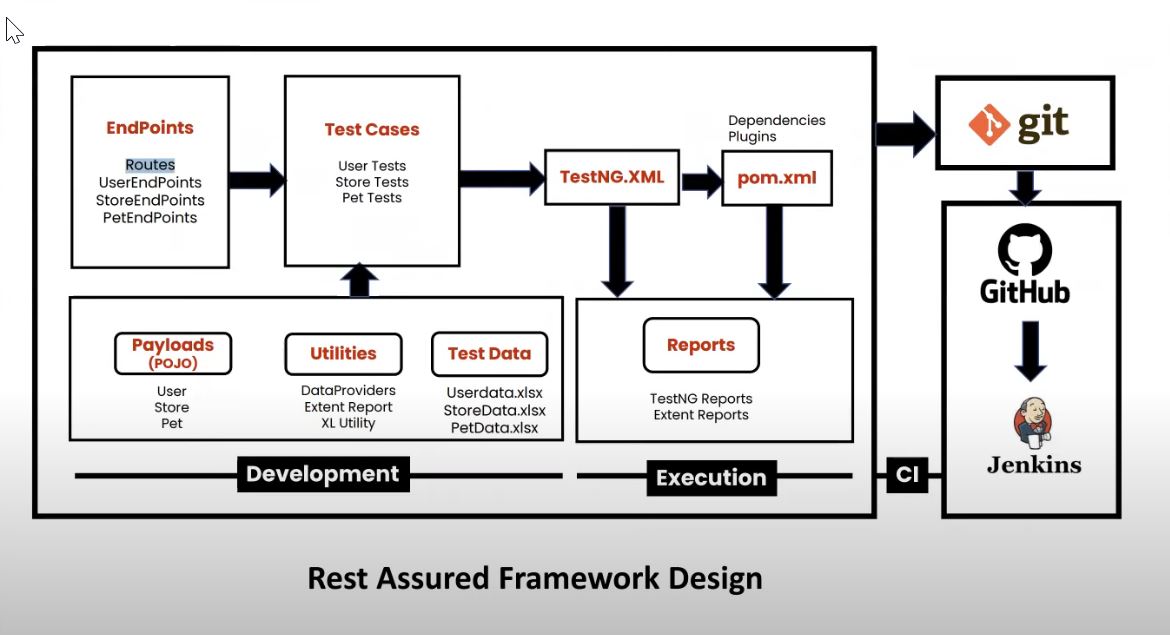 EndPoints
Routes
UserEndPoints
StoreEndPoints
PetEndPoints
Test Cases
User Tests
Store Tests
Pet Tests
TestNG.XML
Dependencies
Plugins
pom.xml
git
GitHub
Jenkins
Payloads
(POJO)
User
Store
Pet
Utilities
DataProviders
Extent Report
XL Utility
Test Data
Userdata.xlsx
StoreData.xlsx
PetData.xlsx
Reports
TestNG Reports
Extent Reports
Development
Execution
CI
Rest Assured Framework Design